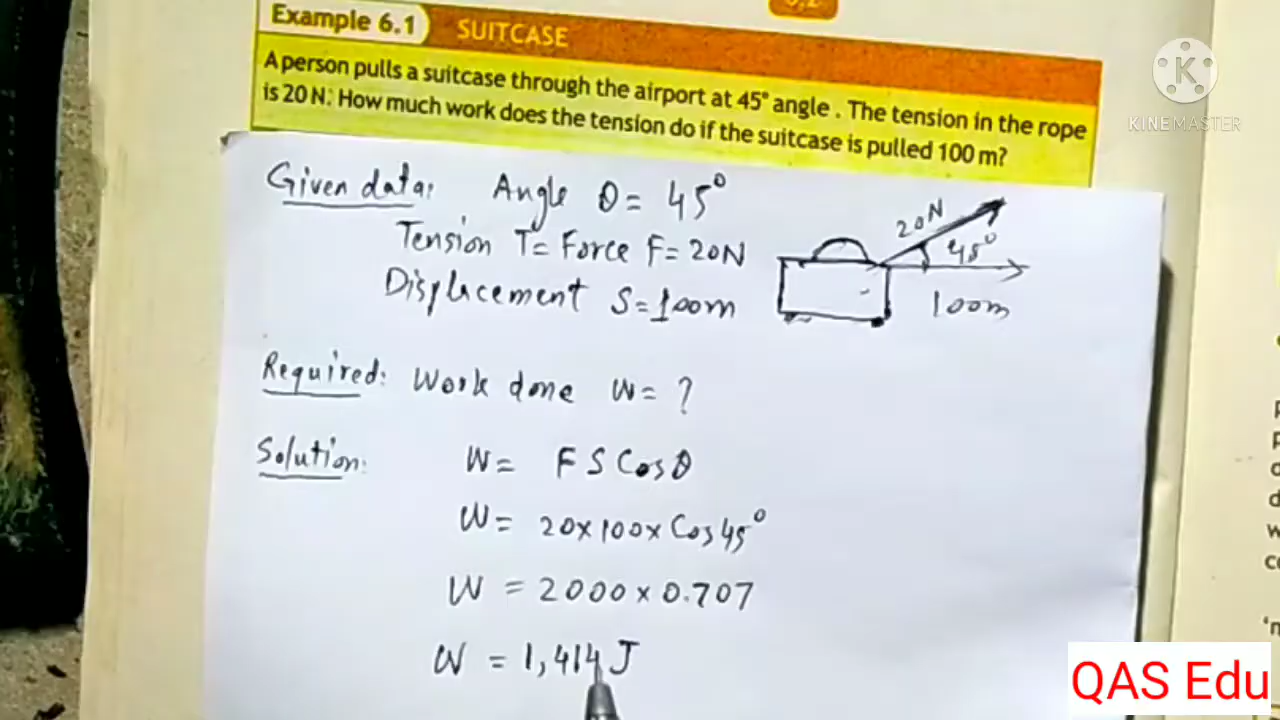 Example 6.1 SUITCASE
A person pulls a suitcase through the airport at 45° angle . The tension in the rope
is 20 N. How much work does the tension do if the suitcase is pulled 100 m?
Given data: Angle θ = 45°
Tension T = Force F = 20N
Displacement S = 100m
20N
45°
100m
Required: Work done W = ?
Solution: W = F S Cosθ
W = 20 x 100 x Cos45°
W = 2000 x 0.707
W = 1,414 J
K
KINEMASTER
QAS Edu